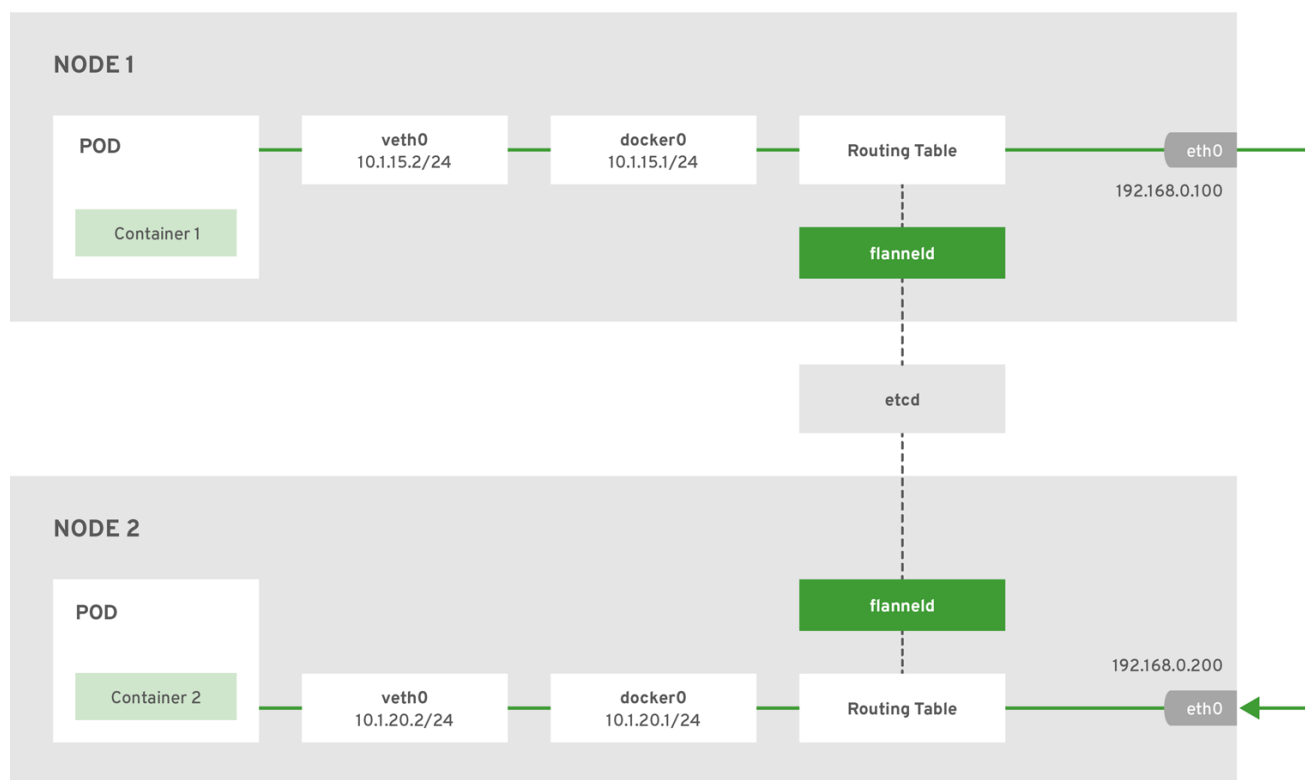 NODE 1
POD
Container 1
veth0
10.1.15.2/24
docker0
10.1.15.1/24
Routing Table
eth0
192.168.0.100
flanneld
etcd
NODE 2
POD
Container 2
veth0
10.1.20.2/24
docker0
10.1.20.1/24
flanneld
Routing Table
192.168.0.200
eth0